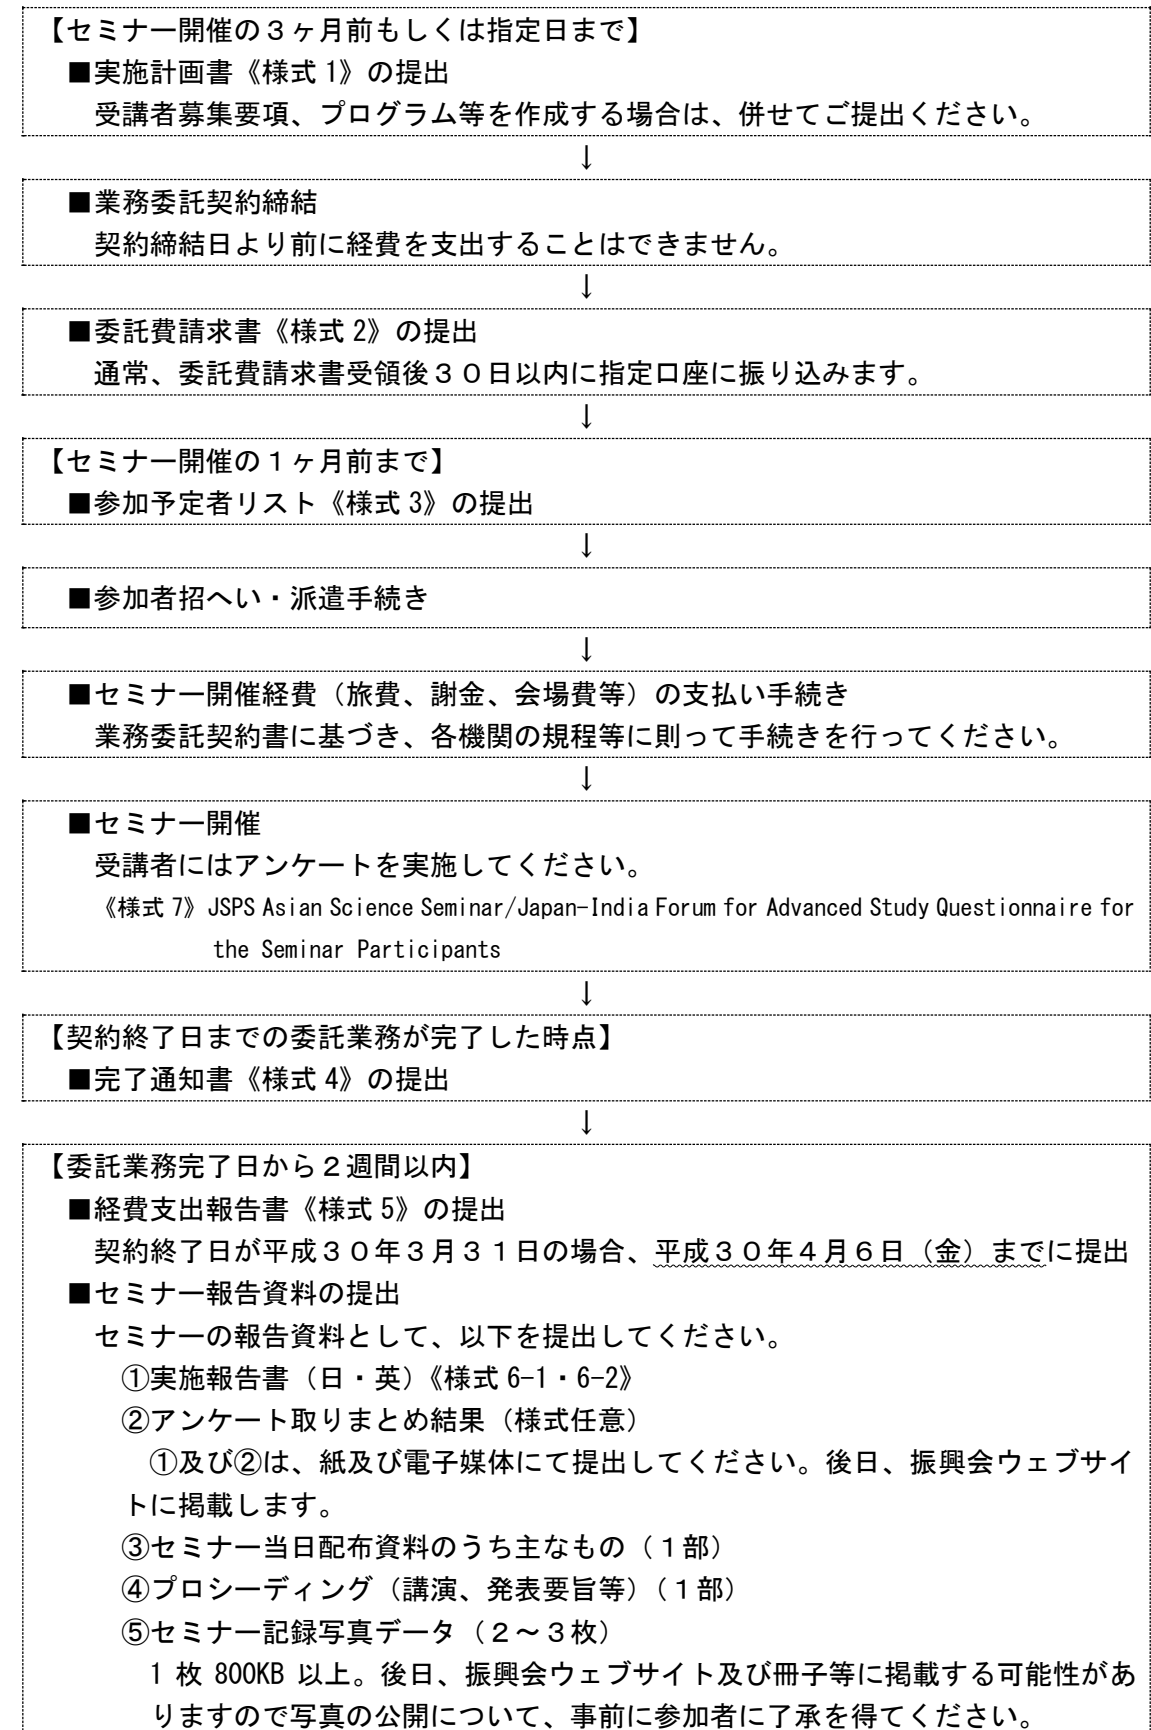 【セミナー開催の３ヶ月前もしくは指定日まで】
■実施計画書《様式 1》の提出
受講者募集要項、プログラム等を作成する場合は、併せてご提出ください。
↓
■業務委託契約締結
契約締結日より前に経費を支出することはできません。
↓
■委託費請求書《様式 2》の提出
通常、委託費請求書受領後３０日以内に指定口座に振り込みます。
↓
【セミナー開催の１ヶ月前まで】
■参加予定者リスト《様式 3》の提出
↓
■参加者招へい・派遣手続き
↓
■セミナー開催経費（旅費、謝金、会場費等）の支払い手続き
業務委託契約書に基づき、各機関の規程等に則って手続きを行ってください。
↓
■セミナー開催
受講者にはアンケートを実施してください。
《様式 7》JSPS Asian Science Seminar/Japan-India Forum for Advanced Study Questionnaire for
the Seminar Participants
↓
【契約終了日までの委託業務が完了した時点】
■完了通知書《様式 4》の提出
↓
【委託業務完了日から２週間以内】
■経費支出報告書《様式 5》の提出
契約終了日が平成３０年３月３１日の場合、平成３０年４月６日（金）までに提出
■セミナー報告資料の提出
セミナーの報告資料として、以下を提出してください。
①実施報告書（日・英）《様式 6-1・6-2》
②アンケート取りまとめ結果（様式任意）
①及び②は、紙及び電子媒体にて提出してください。後日、振興会ウェブサイ
トに掲載します。
③セミナー当日配布資料のうち主なもの（１部）
④プロシーディング（講演、発表要旨等）（１部）
⑤セミナー記録写真データ（２～３枚）
1 枚 800KB 以上。後日、振興会ウェブサイト及び冊子等に掲載する可能性があ
りますので写真の公開について、事前に参加者に了承を得てください。